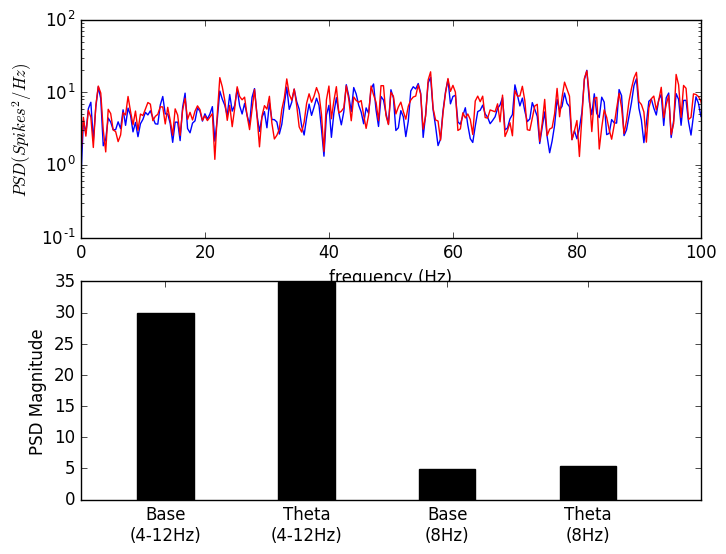 10^2
10^1
10^0
10^-1
PSD(Spikes^2/Hz)
0 20 40 60 80 100
frequency (Hz)
35
30
25
20
15
10
5
0
PSD Magnitude
Base Theta Base Theta
(4-12Hz) (4-12Hz) (8Hz) (8Hz)